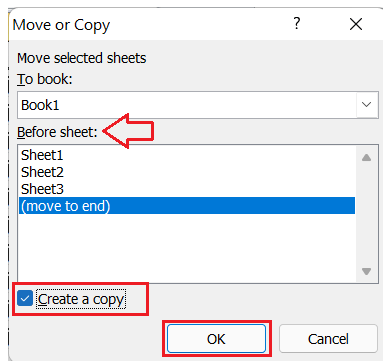 Move or Copy ? ×
Move selected sheets
To book:
Book1
Before sheet:
Sheet1
Sheet2
Sheet3
(move to end)
Create a copy
OK Cancel